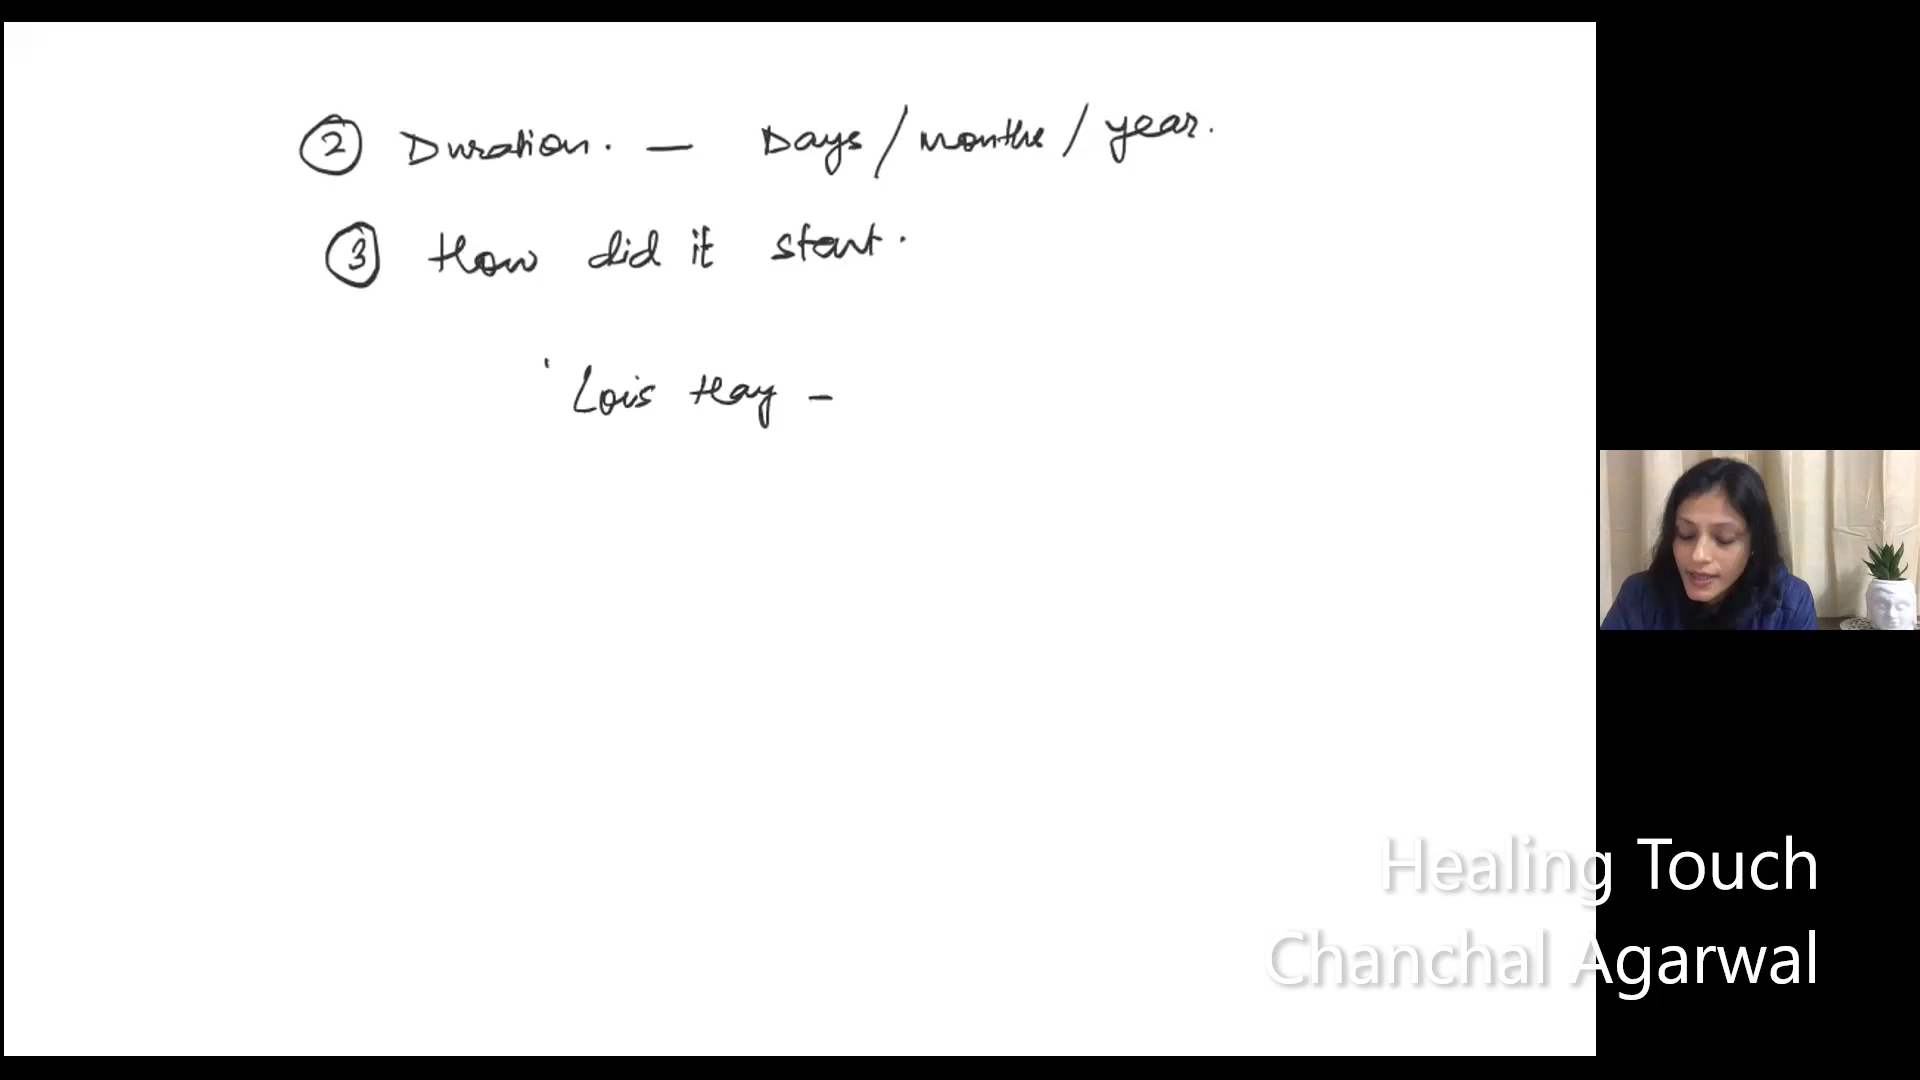 ② Duration. — Days / months / year.
③ How did it start.
Lois Hay -
Healing Touch
Chanchal Agarwal